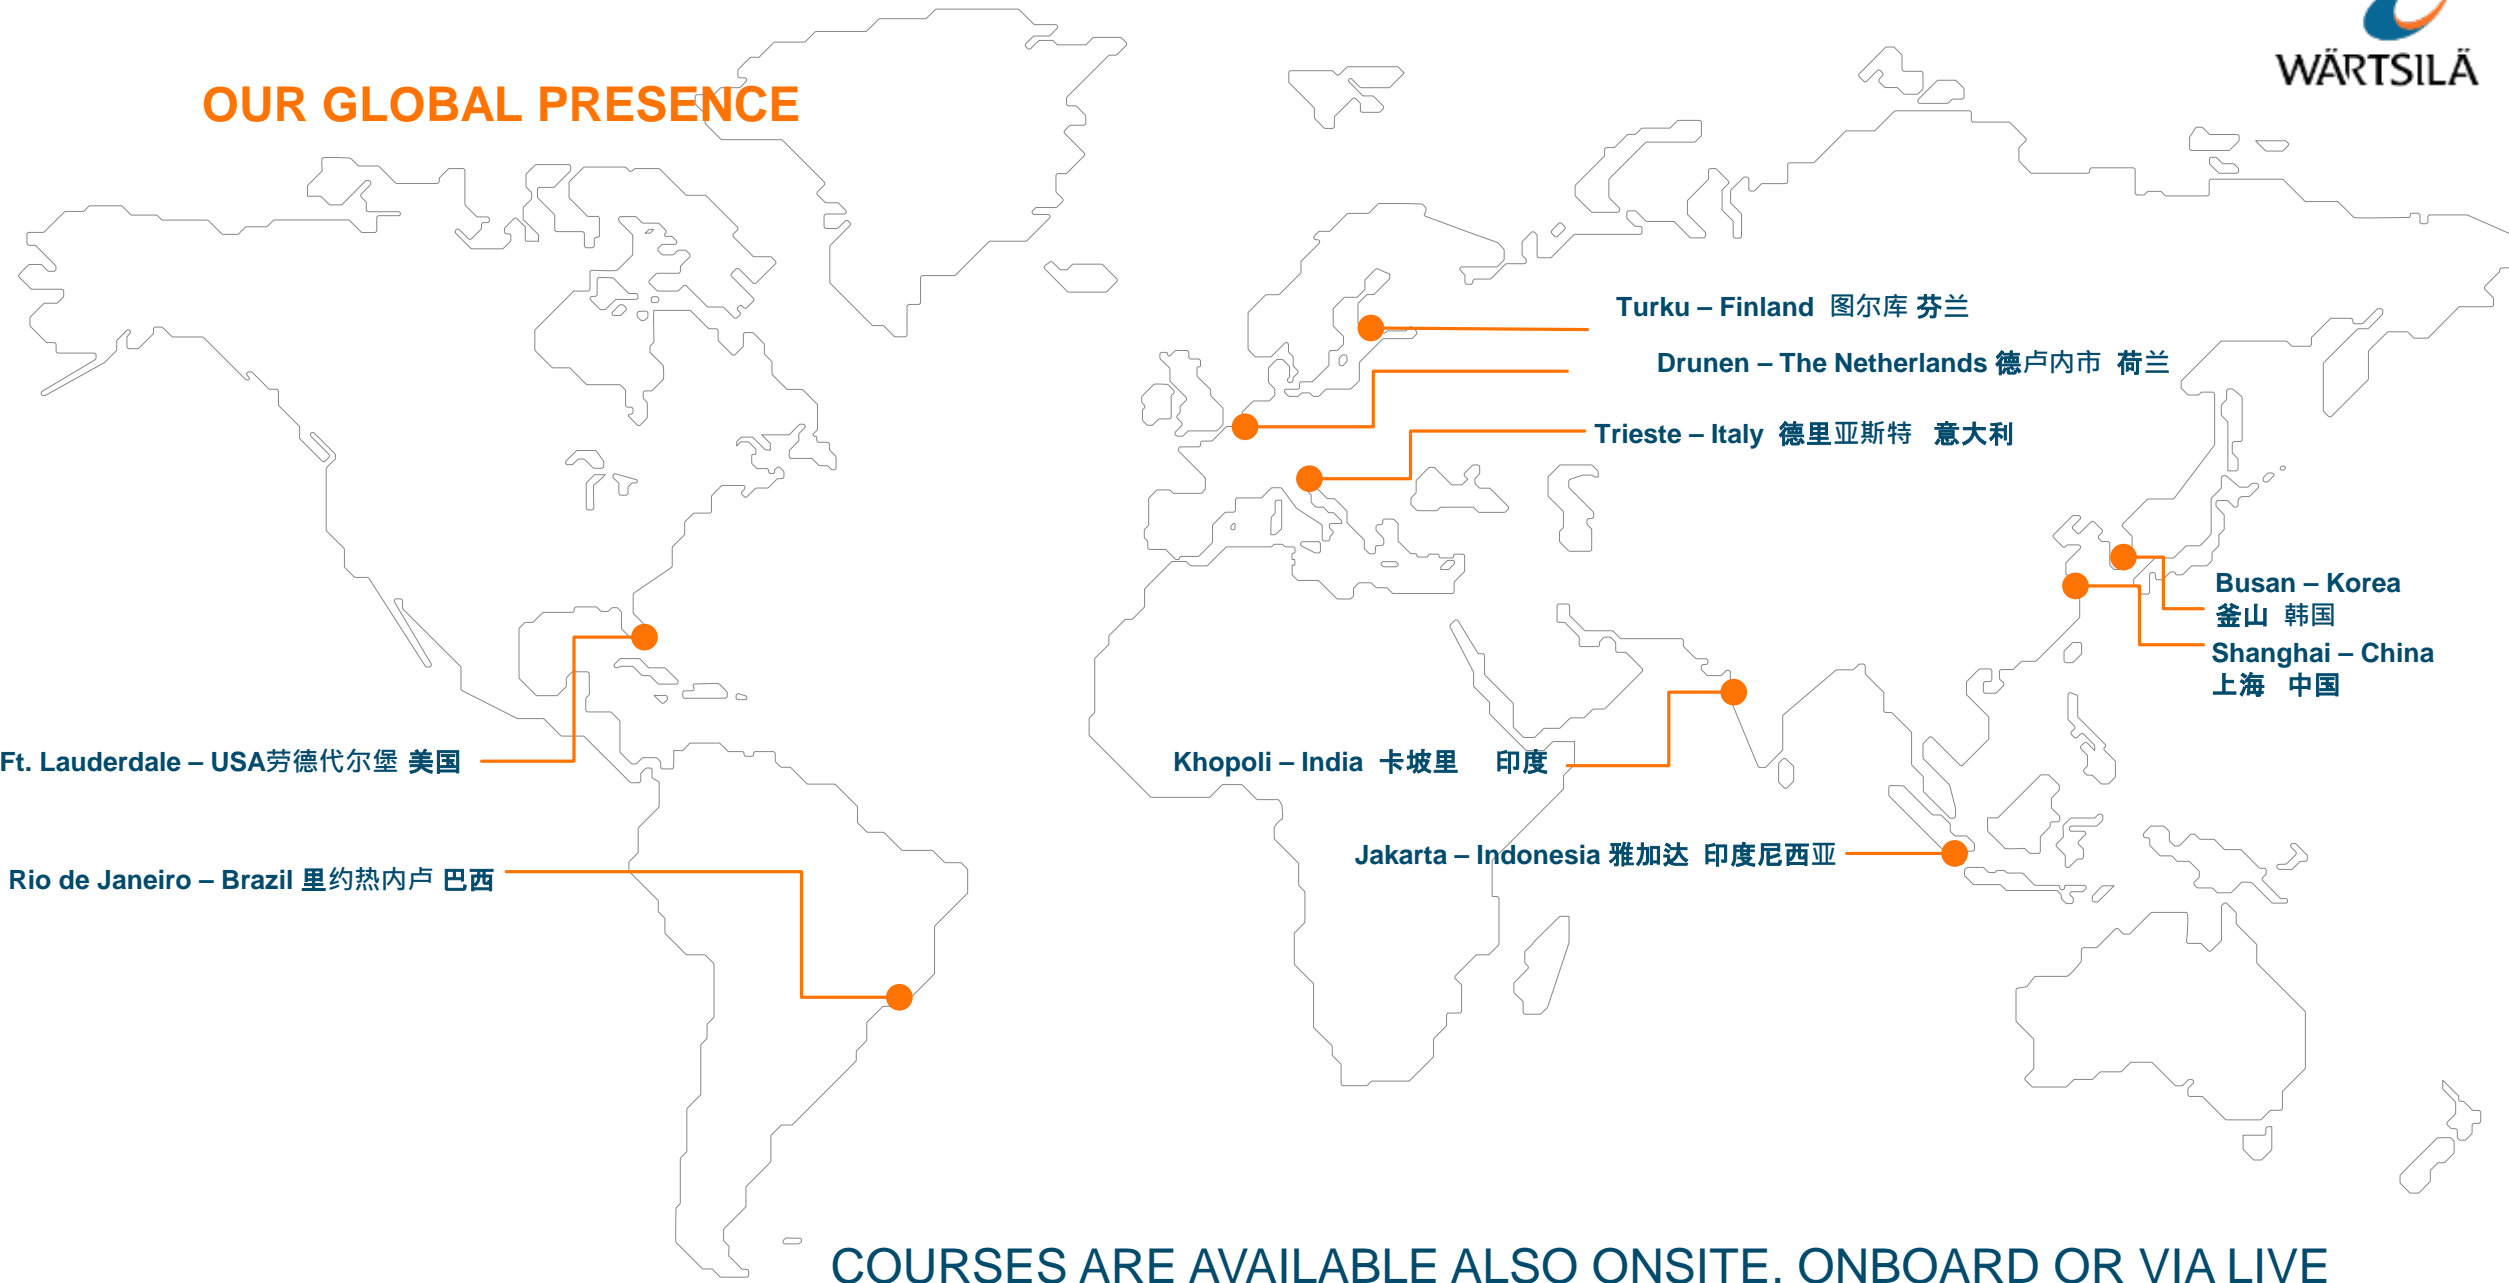 WÄRTSILÄ
OUR GLOBAL PRESENCE
Turku – Finland 图尔库 芬兰
Drunen – The Netherlands 德卢内市 荷兰
Trieste – Italy 德里亚斯特 意大利
Busan – Korea
釜山 韩国
Shanghai – China
上海 中国
Ft. Lauderdale – USA劳德代尔堡 美国
Khopoli – India 卡坡里 印度
Jakarta – Indonesia 雅加达 印度尼西亚
Rio de Janeiro – Brazil 里约热内卢 巴西
COURSES ARE AVAILABLE ALSO ONSITE. ONBOARD OR VIA LIVE